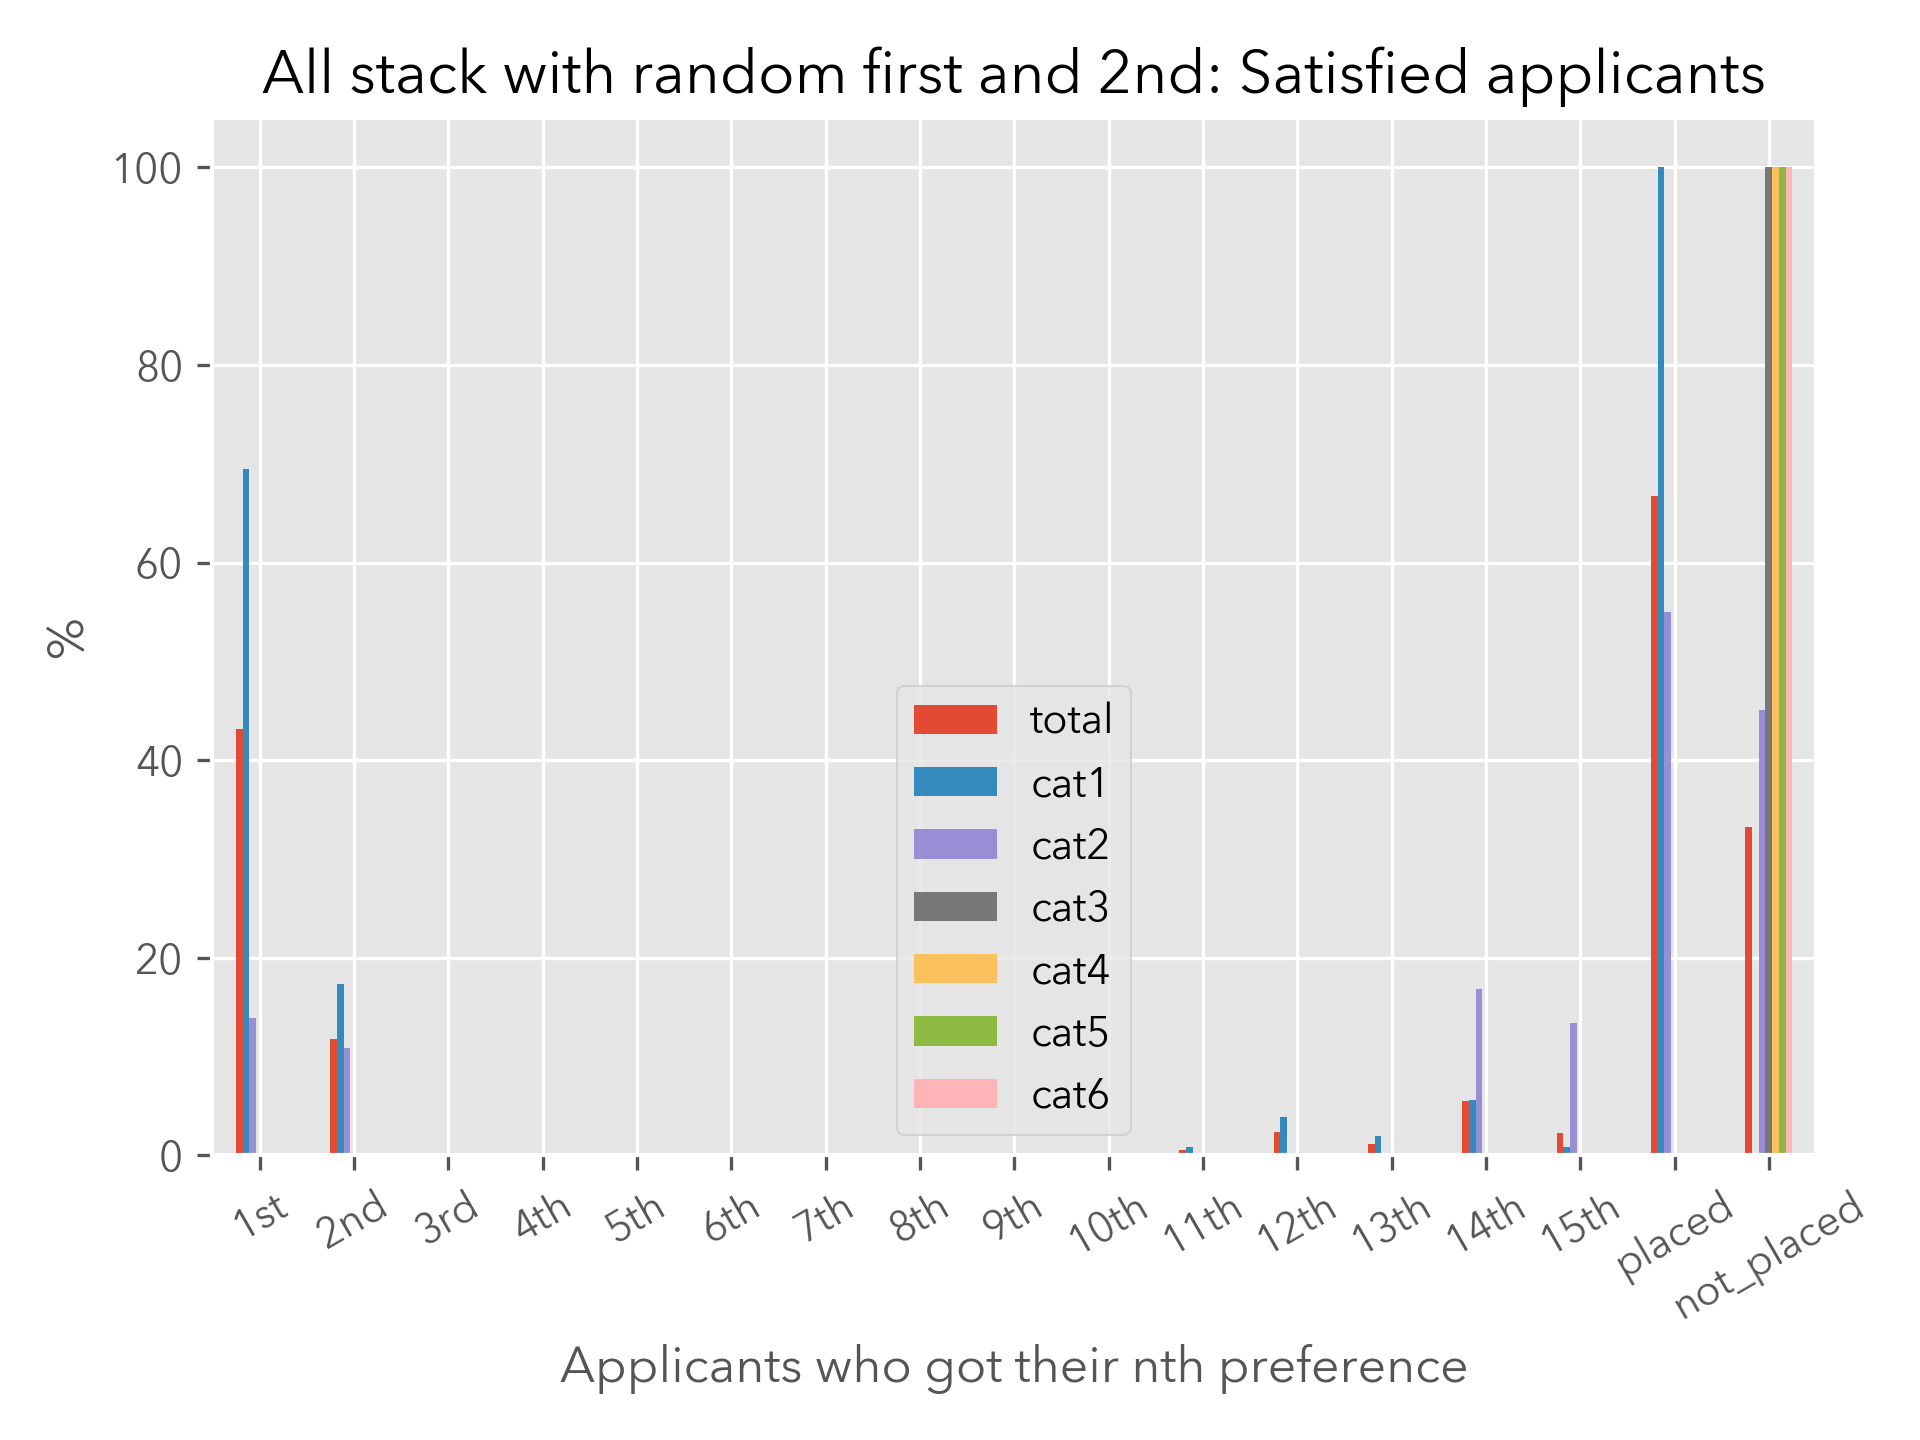 All stack with random first and 2nd: Satisfied applicants
100
80
60
40
20
0
%
total
cat1
cat2
cat3
cat4
cat5
cat6
1st 2nd 3rd 4th 5th 6th 7th 8th 9th 10th 11th 12th 13th 14th 15th placed not_placed
Applicants who got their nth preference